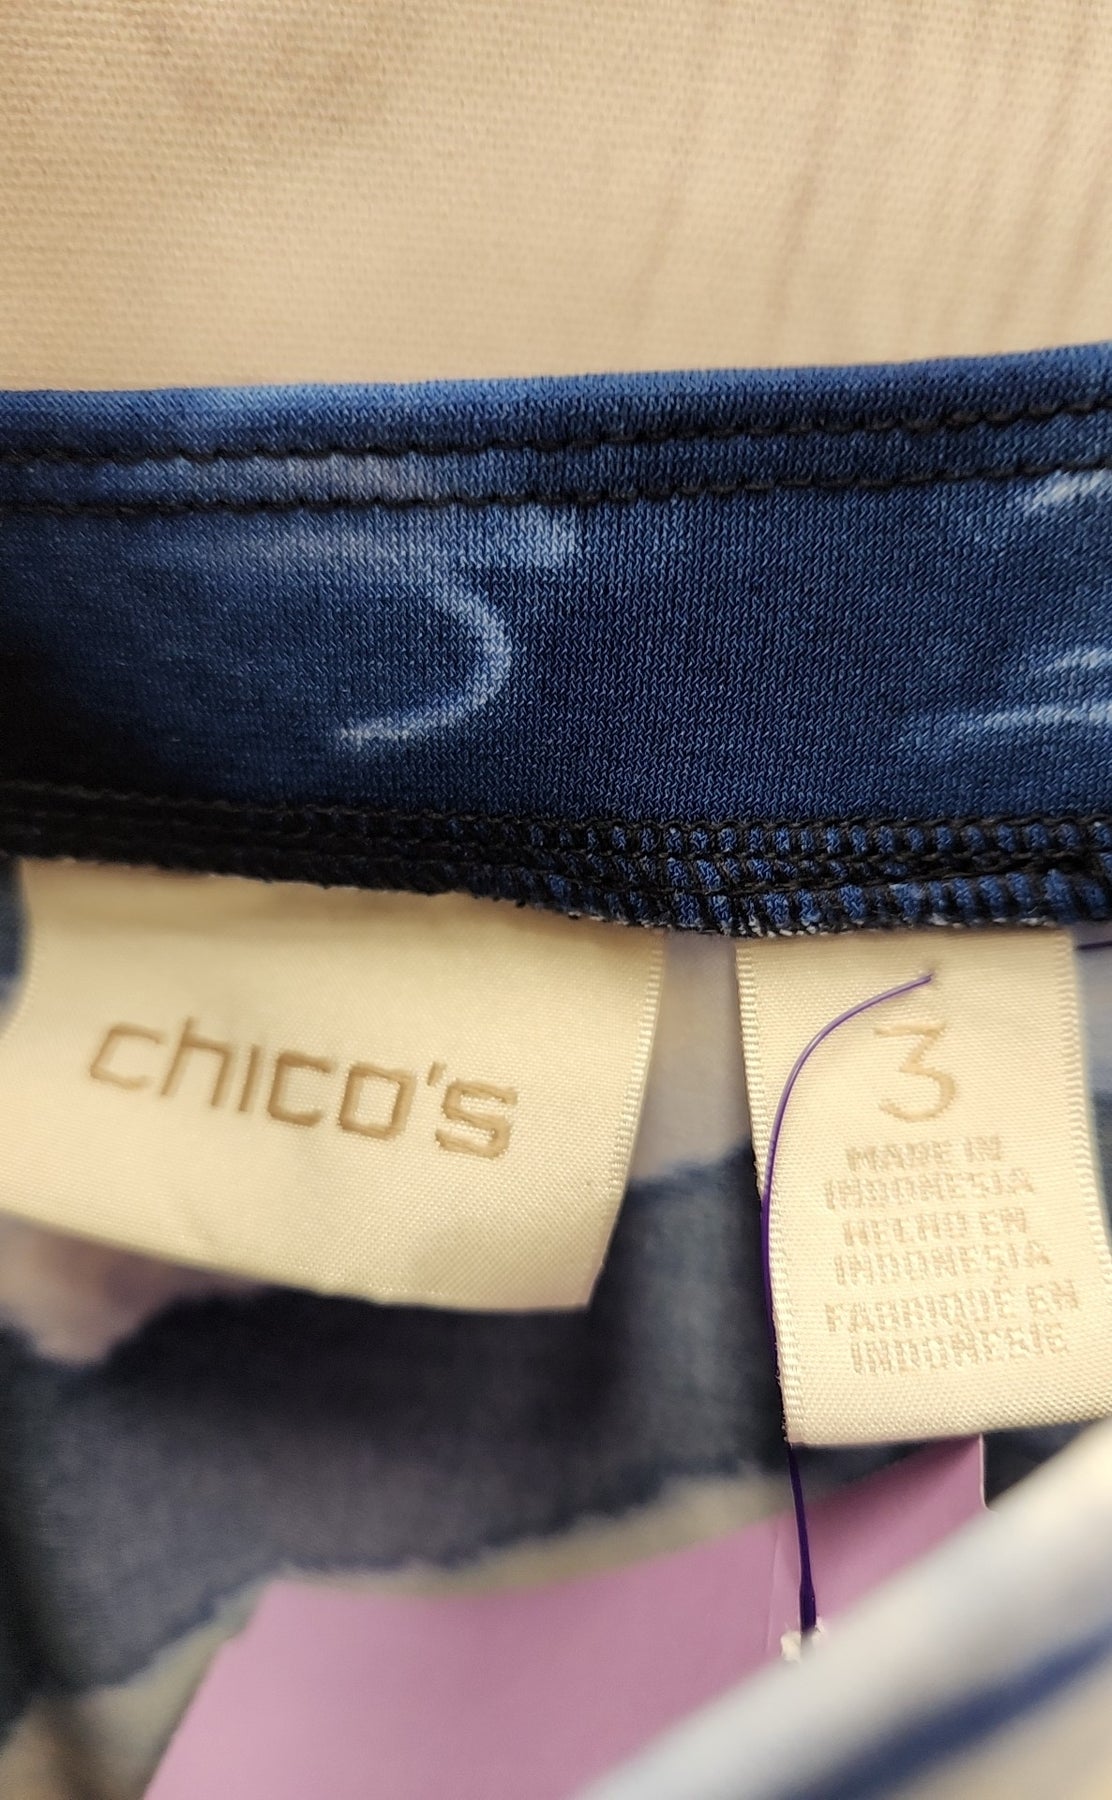 chico's
3
MADE IN
INDONESIA
HECHO EN
INDONESIA
FABRIQUÉ EN
INDONÉSIE